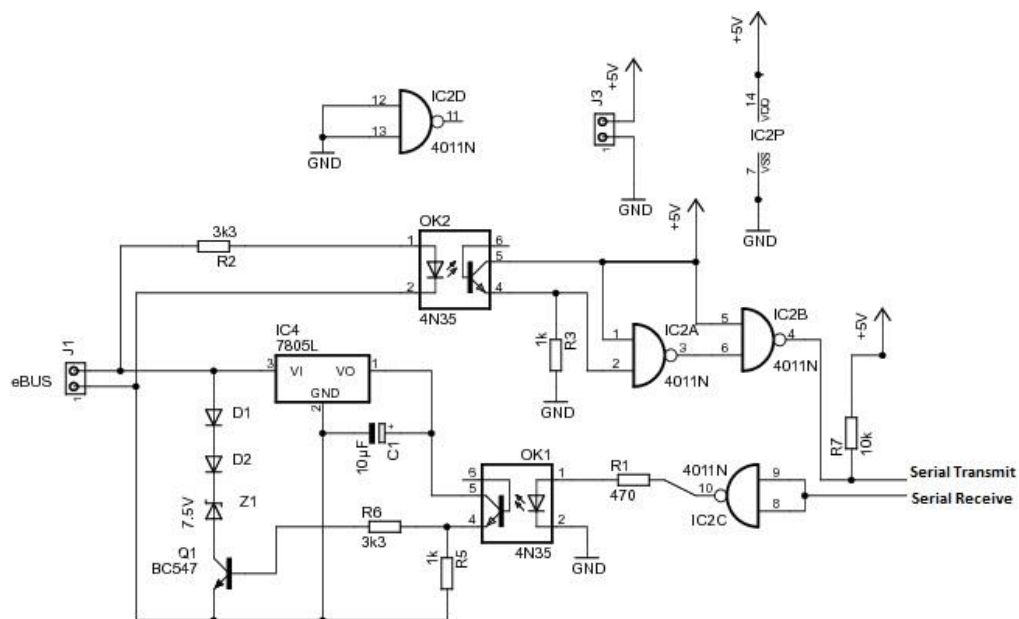 +5V
IC2D
12
13
11
4011N
GND
+5V
J3
1
GND
+5V
14
VDD
IC2P
7
VSS
GND
OK2
3k3
R2
1
2
6
5
4
4N35
+5V
1k
R3
GND
1
2
IC2A
3
4011N
5
6
IC2B
4
4011N
+5V
R7
10k
J1
eBUS
1
IC4
7805L
3
VI
VO
1
GND
2
10µF
+
C1
D1
D2
Z1
7.5V
Q1
BC547
R6
3k3
1k
R5
OK1
6
5
4
1
2
4N35
R1
470
GND
4011N
10
9
8
IC2C
Serial Transmit
Serial Receive